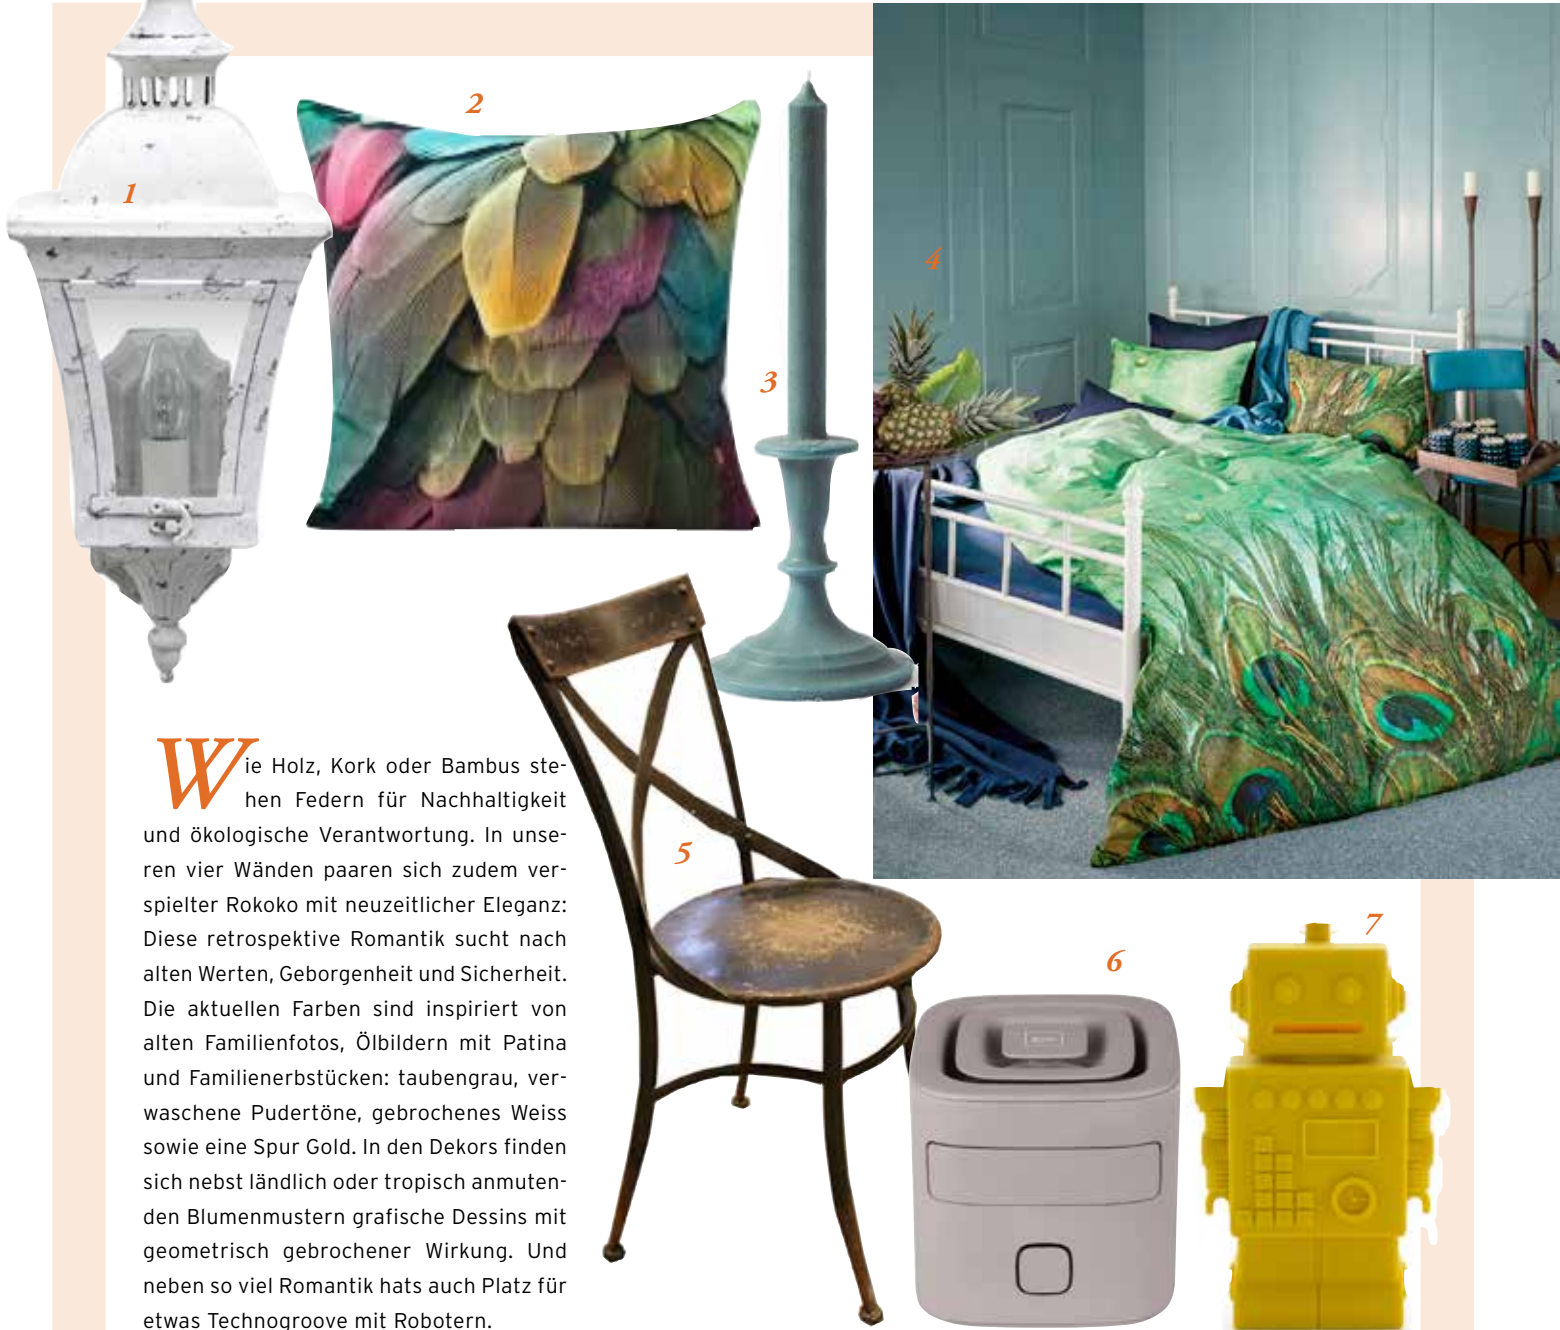 1
2
3
4
5
6
7
Wie Holz, Kork oder Bambus ste-
hen Federn für Nachhaltigkeit
und ökologische Verantwortung. In unse-
ren vier Wänden paaren sich zudem ver-
spielter Rokoko mit neuzeitlicher Eleganz:
Diese retrospektive Romantik sucht nach
alten Werten, Geborgenheit und Sicherheit.
Die aktuellen Farben sind inspiriert von
alten Familienfotos, Ölbildern mit Patina
und Familienerbstücken: taubengrau, ver-
waschene Pudertöne, gebrochenes Weiss
sowie eine Spur Gold. In den Dekors finden
sich nebst ländlich oder tropisch anmuten-
den Blumenmustern grafische Dessins mit
geometrisch gebrochener Wirkung. Und
neben so viel Romantik hats auch Platz für
etwas Technogroove mit Robotern.